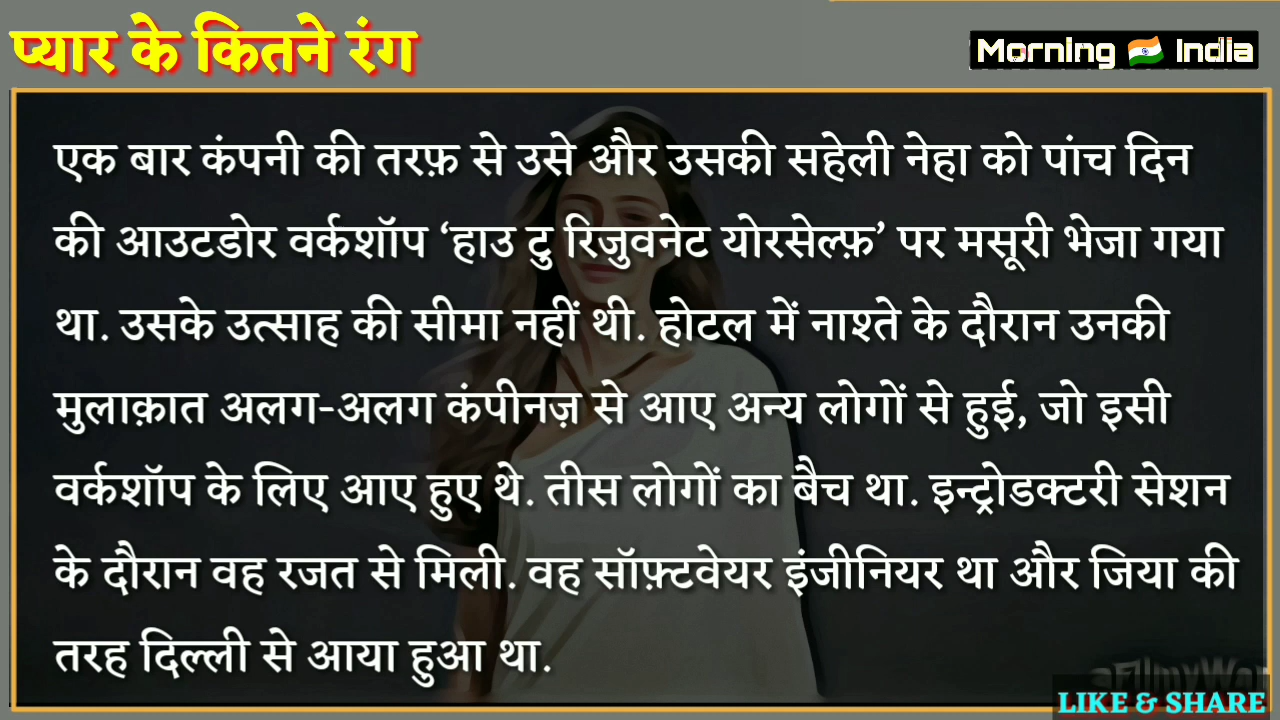 प्यार के कितने रंग
Morning India
एक बार कंपनी की तरफ़ से उसे और उसकी सहेली नेहा को पांच दिन
की आउटडोर वर्कशॉप ‘हाउ टु रिजुवनेट योरसेल्फ़’ पर मसूरी भेजा गया
था. उसके उत्साह की सीमा नहीं थी. होटल में नाश्ते के दौरान उनकी
मुलाक़ात अलग-अलग कंपीनज़ से आए अन्य लोगों से हुई, जो इसी
वर्कशॉप के लिए आए हुए थे. तीस लोगों का बैच था. इन्ट्रोडक्टरी सेशन
के दौरान वह रजत से मिली. वह सॉफ़्टवेयर इंजीनियर था और जिया की
तरह दिल्ली से आया हुआ था.
LIKE & SHARE